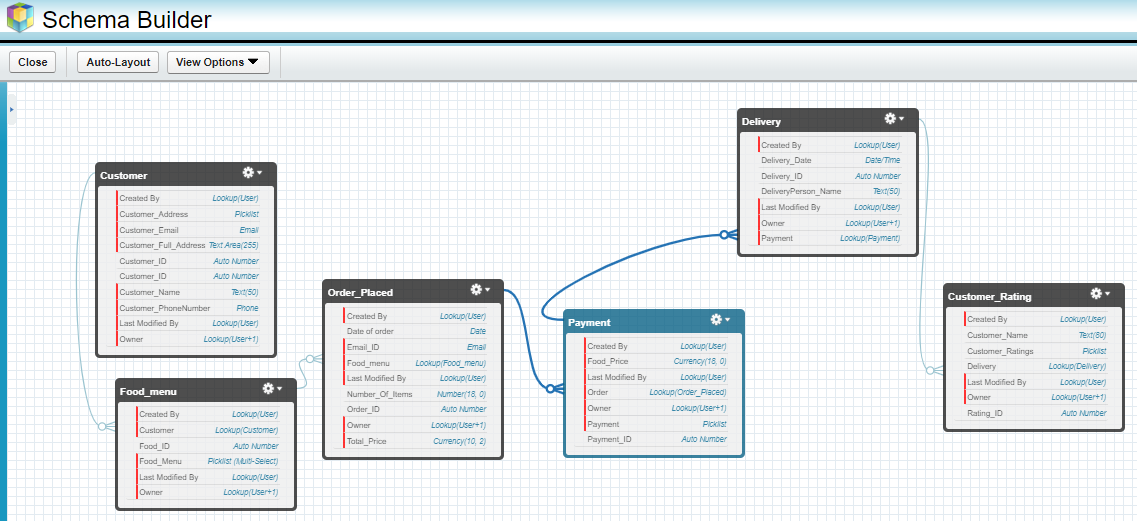 Schema Builder
Close Auto-Layout View Options
Customer
Created By Lookup(User)
Customer_Address Picklist
Customer_Email Email
Customer_Full_Address Text Area(255)
Customer_ID Auto Number
Customer_ID Auto Number
Customer_Name Text(50)
Customer_PhoneNumber Phone
Last Modified By Lookup(User)
Owner Lookup(User+1)
Food_menu
Created By Lookup(User)
Customer Lookup(Customer)
Food_ID Auto Number
Food_Menu Picklist (Multi-Select)
Last Modified By Lookup(User)
Owner Lookup(User+1)
Order_Placed
Created By Lookup(User)
Date of order Date
Email_ID Email
Food_menu Lookup(Food_menu)
Last Modified By Lookup(User)
Number_Of_Items Number(18, 0)
Order_ID Auto Number
Owner Lookup(User+1)
Total_Price Currency(10, 2)
Payment
Created By Lookup(User)
Food_Price Currency(18, 0)
Last Modified By Lookup(User)
Order Lookup(Order_Placed)
Owner Lookup(User+1)
Payment Picklist
Payment_ID Auto Number
Delivery
Created By Lookup(User)
Delivery_Date Date/Time
Delivery_ID Auto Number
DeliveryPerson_Name Text(50)
Last Modified By Lookup(User)
Owner Lookup(User+1)
Payment Lookup(Payment)
Customer_Rating
Created By Lookup(User)
Customer_Name Text(80)
Customer_Ratings Picklist
Delivery Lookup(Delivery)
Last Modified By Lookup(User)
Owner Lookup(User+1)
Rating_ID Auto Number